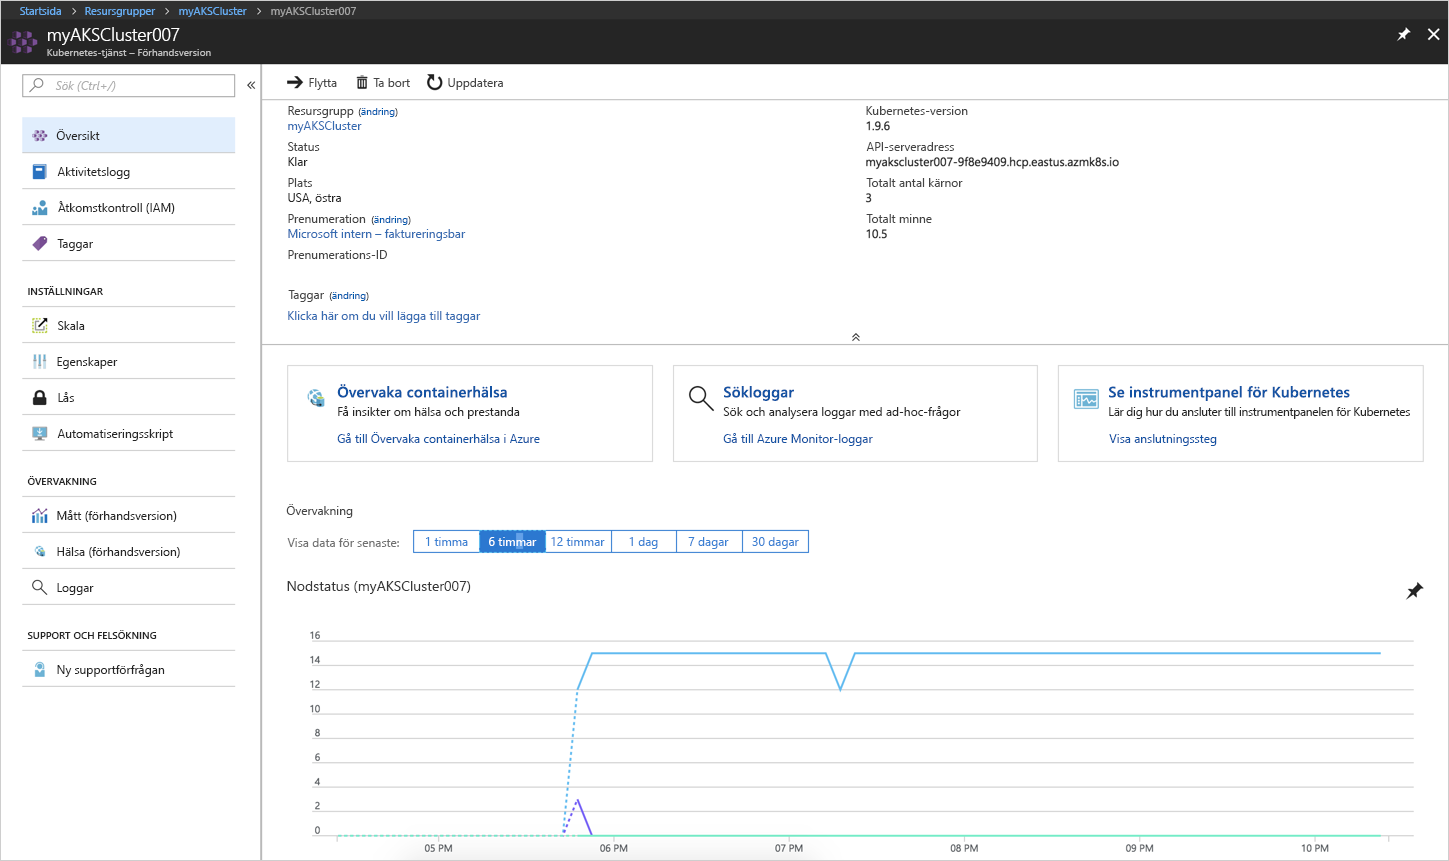 Startsida > Resursgrupper > myAKSCluster > myAKSCluster007
myAKSCluster007
Kubernetes-tjänst – Förhandsversion
Sök (Ctrl+/)
«
Översikt
Aktivitetslogg
Åtkomstkontroll (IAM)
Taggar
INSTÄLLNINGAR
Skala
Egenskaper
Lås
Automatiseringsskript
ÖVERVAKNING
Mått (förhandsversion)
Hälsa (förhandsversion)
Loggar
SUPPORT OCH FELSÖKNING
Ny supportförfrågan
Flytta Ta bort Uppdatera
Resursgrupp (ändring)
myAKSCluster
Status
Klar
Plats
USA, östra
Prenumeration (ändring)
Microsoft intern – faktureringsbar
Prenumerations-ID
Taggar (ändring)
Klicka här om du vill lägga till taggar
Kubernetes-version
1.9.6
API-serveradress
myakscluster007-9f8e9409.hcp.eastus.azmk8s.io
Totalt antal kärnor
3
Totalt minne
10.5
Övervaka containerhälsa
Få insikter om hälsa och prestanda
Gå till Övervaka containerhälsa i Azure
Sökloggar
Sök och analysera loggar med ad-hoc-frågor
Gå till Azure Monitor-loggar
Se instrumentpanel för Kubernetes
Lär dig hur du ansluter till instrumentpanelen för Kubernetes
Visa anslutningssteg
Övervakning
Visa data för senaste: 1 timma 6 timmar 12 timmar 1 dag 7 dagar 30 dagar
Nodstatus (myAKSCluster007)
16
14
12
10
8
6
4
2
0
05 PM 06 PM 07 PM 08 PM 09 PM 10 PM